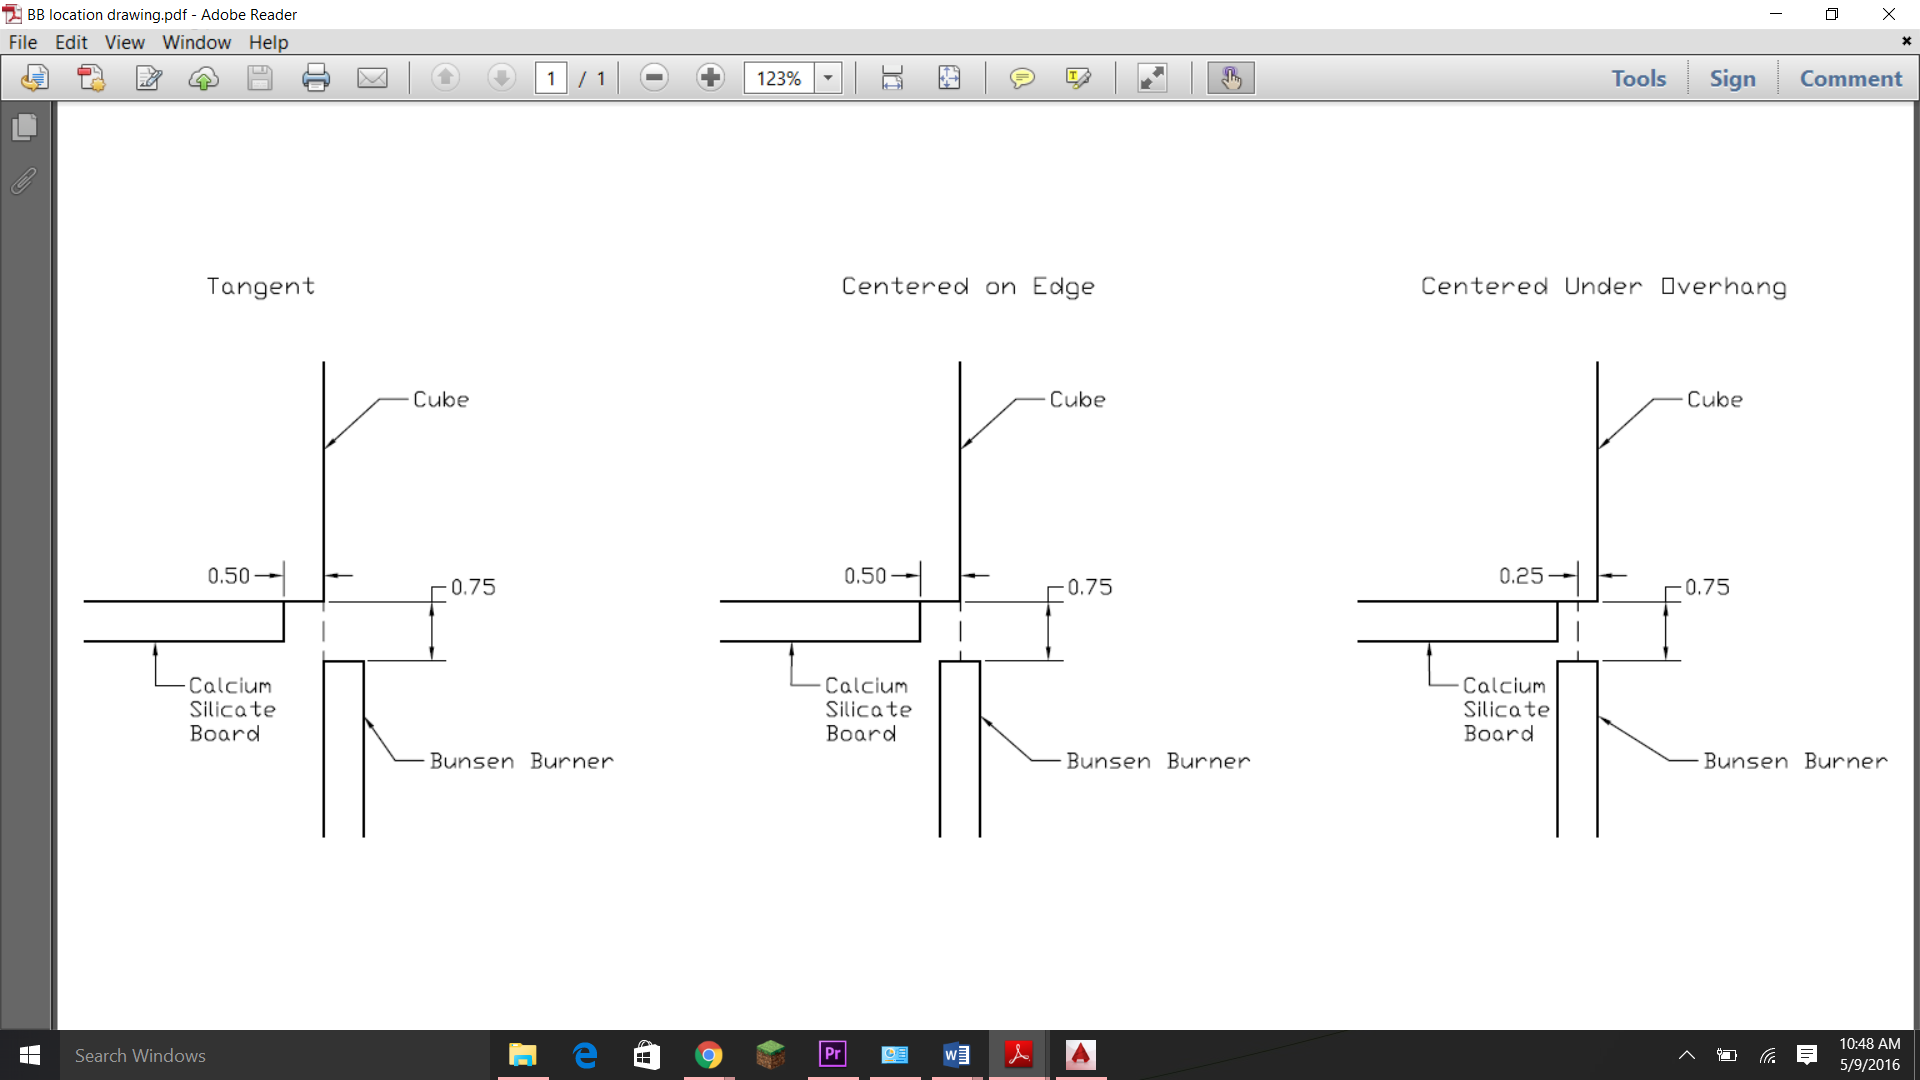 BB location drawing.pdf - Adobe Reader
File Edit View Window Help
1 / 1 123% Tools Sign Comment
Tangent
Cube
0.50
0.75
Calcium
Silicate
Board
Bunsen Burner
Centered on Edge
Cube
0.50
0.75
Calcium
Silicate
Board
Bunsen Burner
Centered Under Overhang
Cube
0.25
0.75
Calcium
Silicate
Board
Bunsen Burner
Search Windows
Pr
10:48 AM
5/9/2016